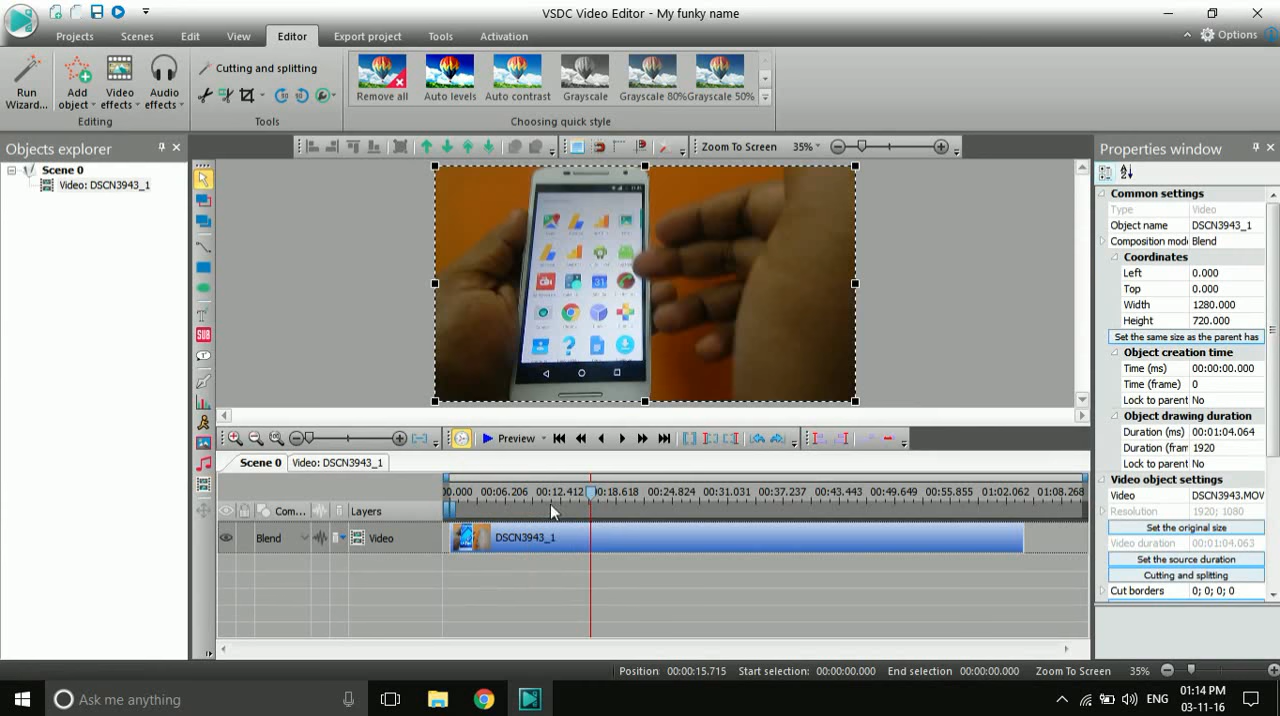 VSDC Video Editor - My funky name
Projects Scenes Edit View Editor Export project Tools Activation Options
Run Wizard... Add object Video effects Audio effects Cutting and splitting
Remove all Auto levels Auto contrast Grayscale Grayscale 80% Grayscale 50%
Editing Tools Choosing quick style
Objects explorer
Scene 0
Video: DSCN3943_1
Zoom To Screen 35%
SUB
Preview
Scene 0 Video: DSCN3943_1
00.000 00:06.206 00:12.412 00:18.618 00:24.824 00:31.031 00:37.237 00:43.443 00:49.649 00:55.855 01:02.062 01:08.268
Com... Layers
Blend Video DSCN3943_1
Properties window
Common settings
Type Video
Object name DSCN3943_1
Composition mode Blend
Coordinates
Left 0.000
Top 0.000
Width 1280.000
Height 720.000
Set the same size as the parent has
Object creation time
Time (ms) 00:00:00.000
Time (frame) 0
Lock to parent No
Object drawing duration
Duration (ms) 00:01:04.064
Duration (fram 1920
Lock to parent No
Video object settings
Video DSCN3943.MOV
Resolution 1920; 1080
Set the original size
Video duration 00:01:04.063
Set the source duration
Cutting and splitting
Cut borders 0; 0; 0; 0
Position: 00:00:15.715 Start selection: 00:00:00.000 End selection 00:00:00.000 Zoom To Screen 35%
Ask me anything
ENG
01:14 PM
03-11-16